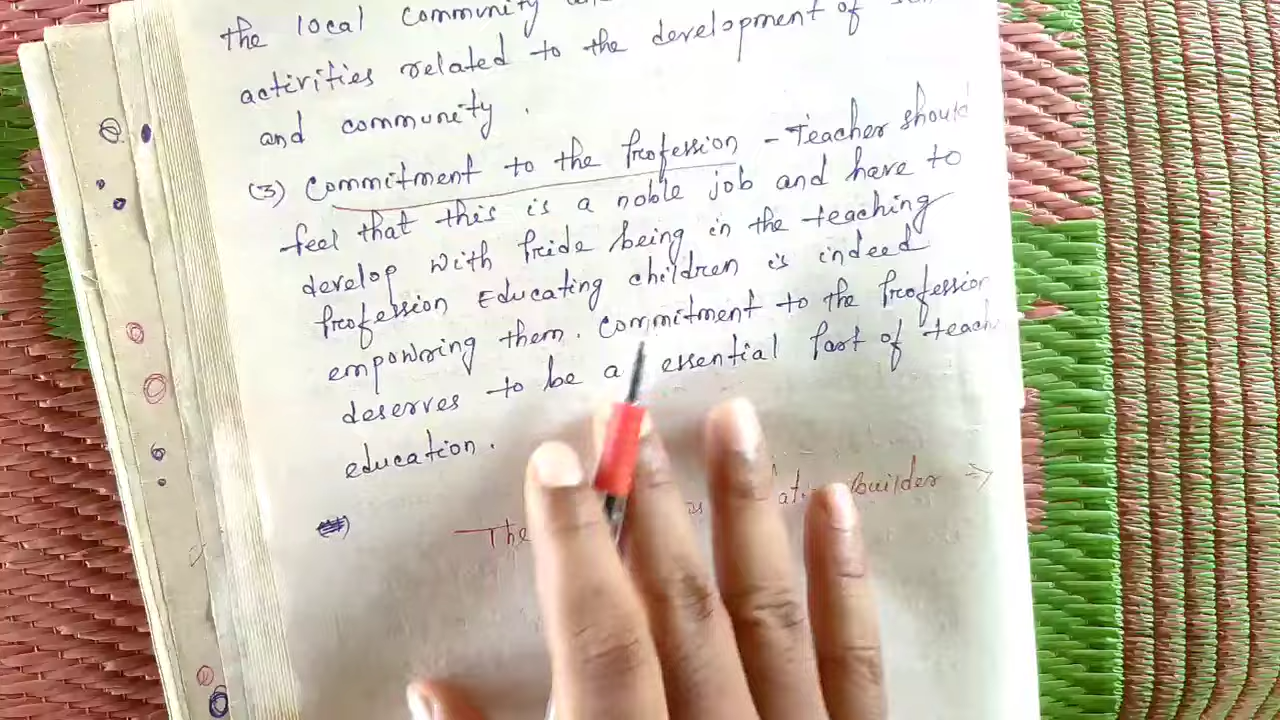 the local community
activities related to the development of
and community.
(3) Commitment to the Profession - Teacher should
feel that this is a noble job and have to
develop with Pride being in the teaching
Profession Educating children is indeed
empowring them. Commitment to the Profession
deserves to be a essential Part of teach
education.
The builder →